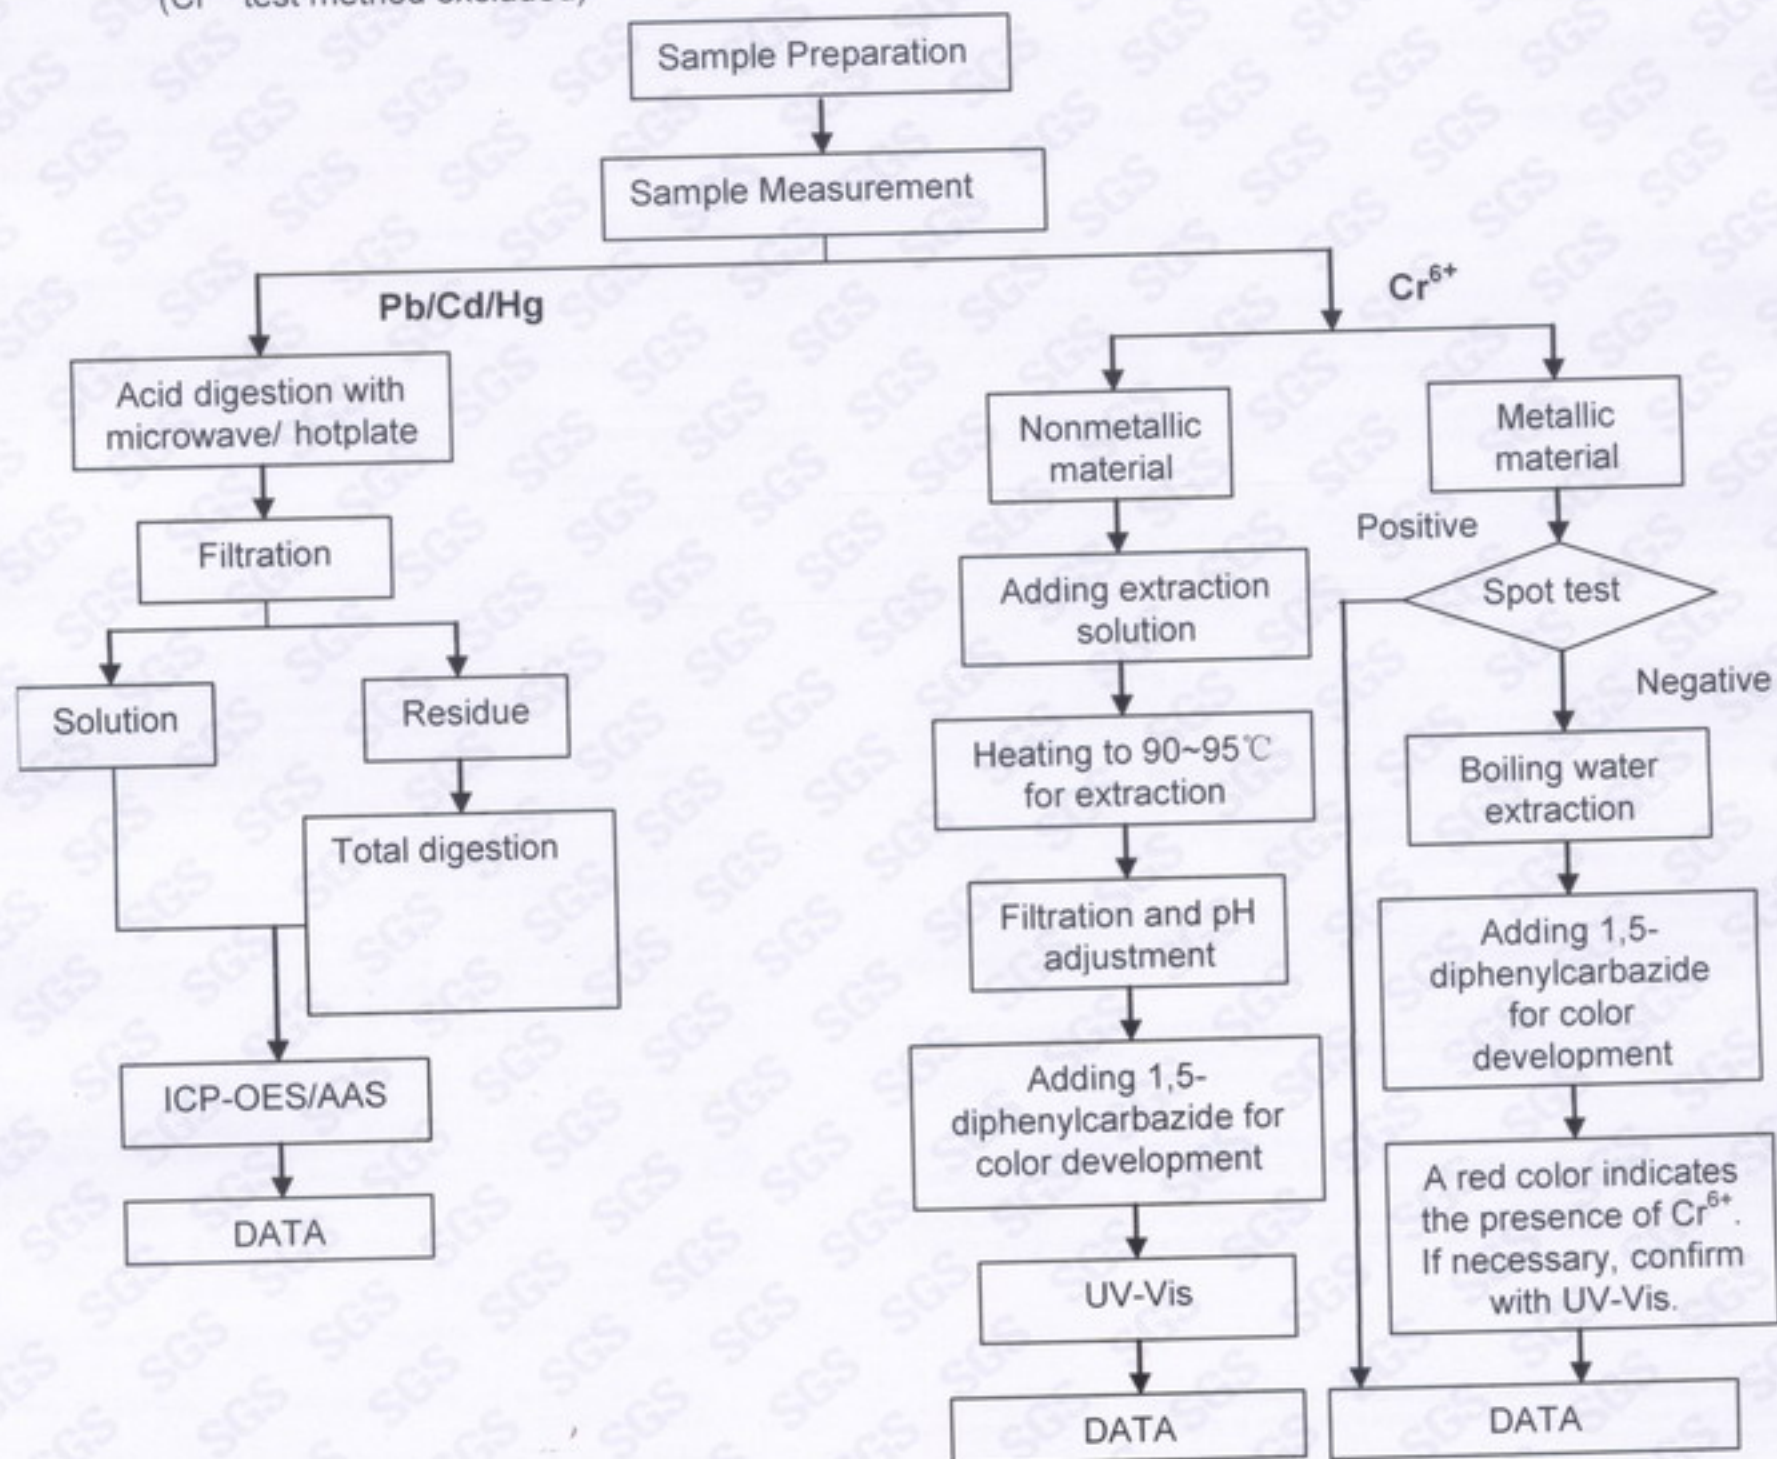 test method excluded)
Sample Preparation
Sample Measurement
Pb/Cd/Hg
Cr⁶⁺
Acid digestion with
microwave/ hotplate
Filtration
Solution
Residue
Total digestion
ICP-OES/AAS
DATA
Nonmetallic
material
Adding extraction
solution
Heating to 90~95℃
for extraction
Filtration and pH
adjustment
Adding 1,5-
diphenylcarbazide for
color development
UV-Vis
DATA
Metallic
material
Positive
Spot test
Negative
Boiling water
extraction
Adding 1,5-
diphenylcarbazide
for color
development
A red color indicates
the presence of Cr⁶⁺.
If necessary, confirm
with UV-Vis.
DATA
SGS